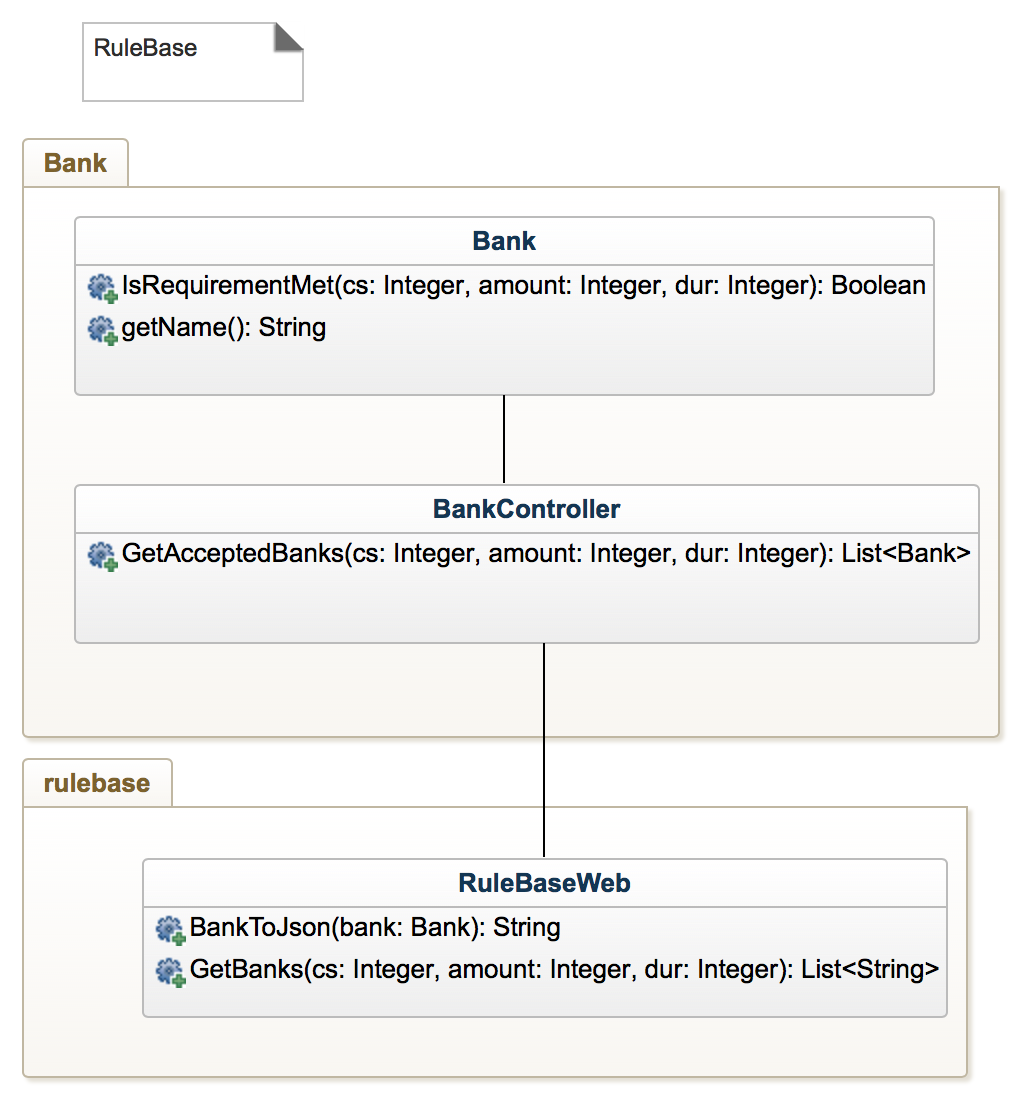 RuleBase
Bank
Bank
IsRequirementMet(cs: Integer, amount: Integer, dur: Integer): Boolean
getName(): String
BankController
GetAcceptedBanks(cs: Integer, amount: Integer, dur: Integer): List<Bank>
rulebase
RuleBaseWeb
BankToJson(bank: Bank): String
GetBanks(cs: Integer, amount: Integer, dur: Integer): List<String>